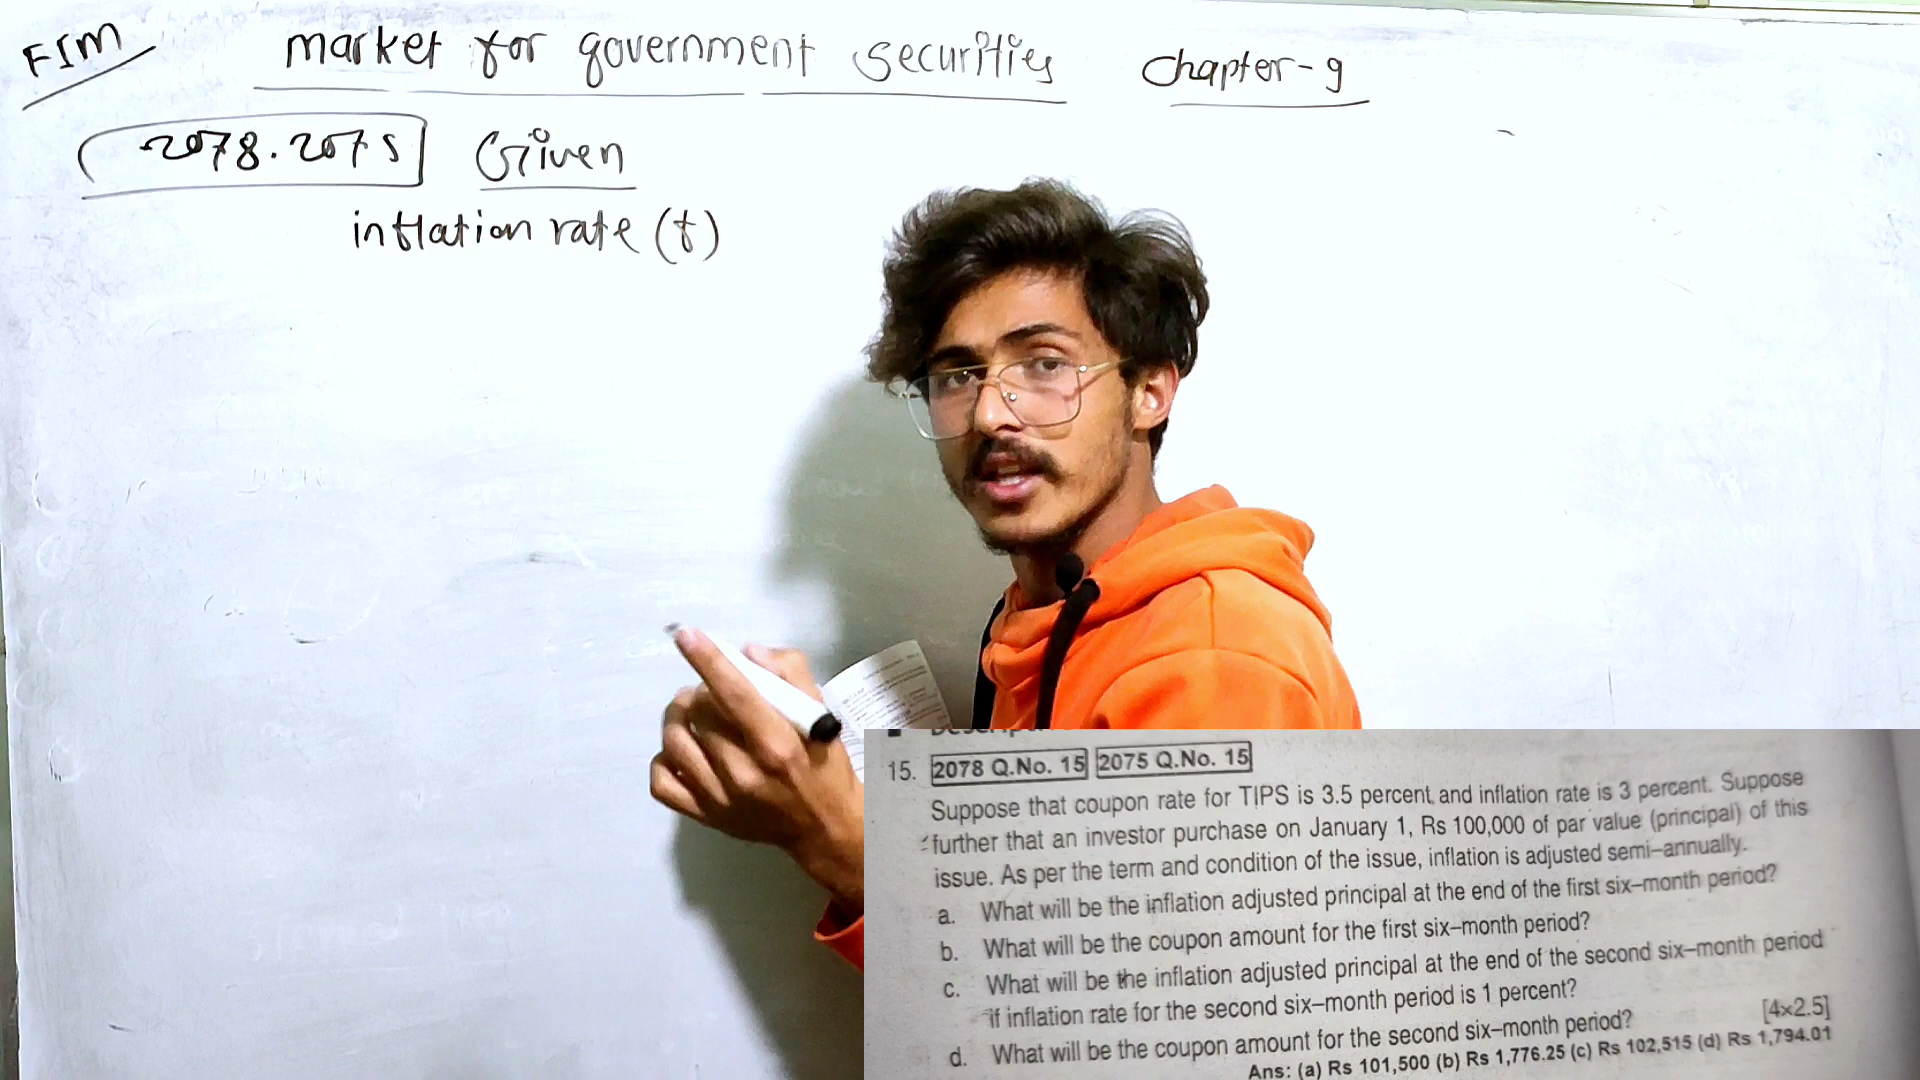 FIM
market for government securities Chapter-9
2078.2075 Given
inflation rate (f)
15. 2078 Q.No. 15 2075 Q.No. 15
Suppose that coupon rate for TIPS is 3.5 percent and inflation rate is 3 percent. Suppose
further that an investor purchase on January 1, Rs 100,000 of par value (principal) of this
issue. As per the term and condition of the issue, inflation is adjusted semi–annually.
a. What will be the inflation adjusted principal at the end of the first six–month period?
b. What will be the coupon amount for the first six–month period?
c. What will be the inflation adjusted principal at the end of the second six–month period
if inflation rate for the second six–month period is 1 percent?
d. What will be the coupon amount for the second six–month period? [4×2.5]
Ans: (a) Rs 101,500 (b) Rs 1,776.25 (c) Rs 102,515 (d) Rs 1,794.01